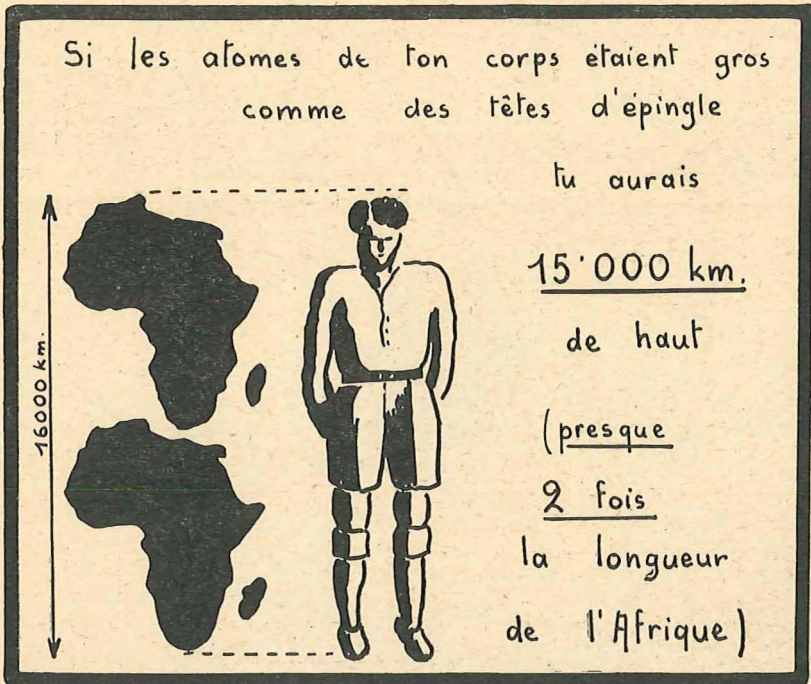 Si les atomes de ton corps étaient gros
comme des têtes d'épingle
tu aurais
15'000 km.
de haut
(presque
2 fois
la longueur
de l'Afrique)
16000 km.